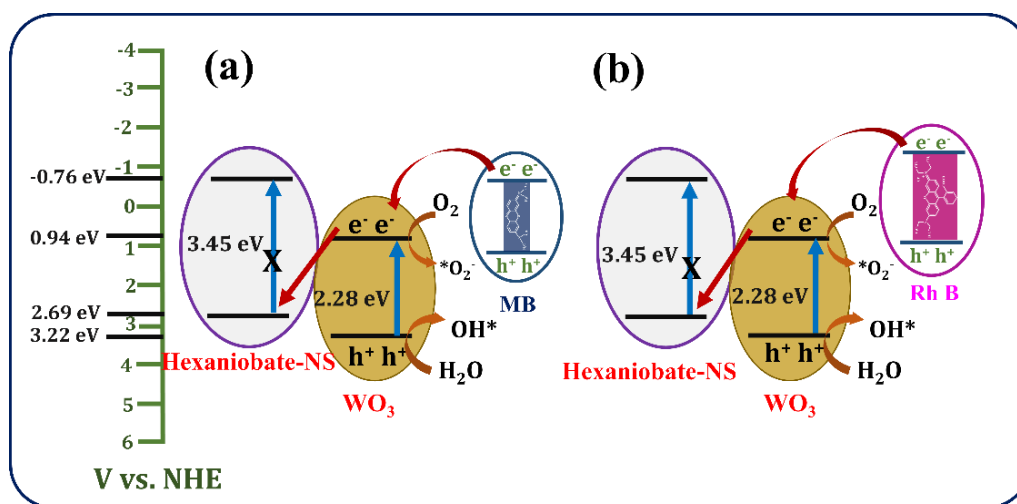 (a)
(b)
-4
-3
-2
-1
0
1
2
3
4
5
6
-0.76 eV
0.94 eV
2.69 eV
3.22 eV
V vs. NHE
3.45 eV
X
Hexaniobate-NS
e⁻ e⁻
2.28 eV
h⁺ h⁺
WO₃
O₂
*O₂⁻
OH*
H₂O
e⁻ e⁻
h⁺ h⁺
MB
3.45 eV
X
Hexaniobate-NS
e⁻ e⁻
2.28 eV
h⁺ h⁺
WO₃
O₂
*O₂⁻
OH*
H₂O
e⁻ e⁻
h⁺ h⁺
Rh B